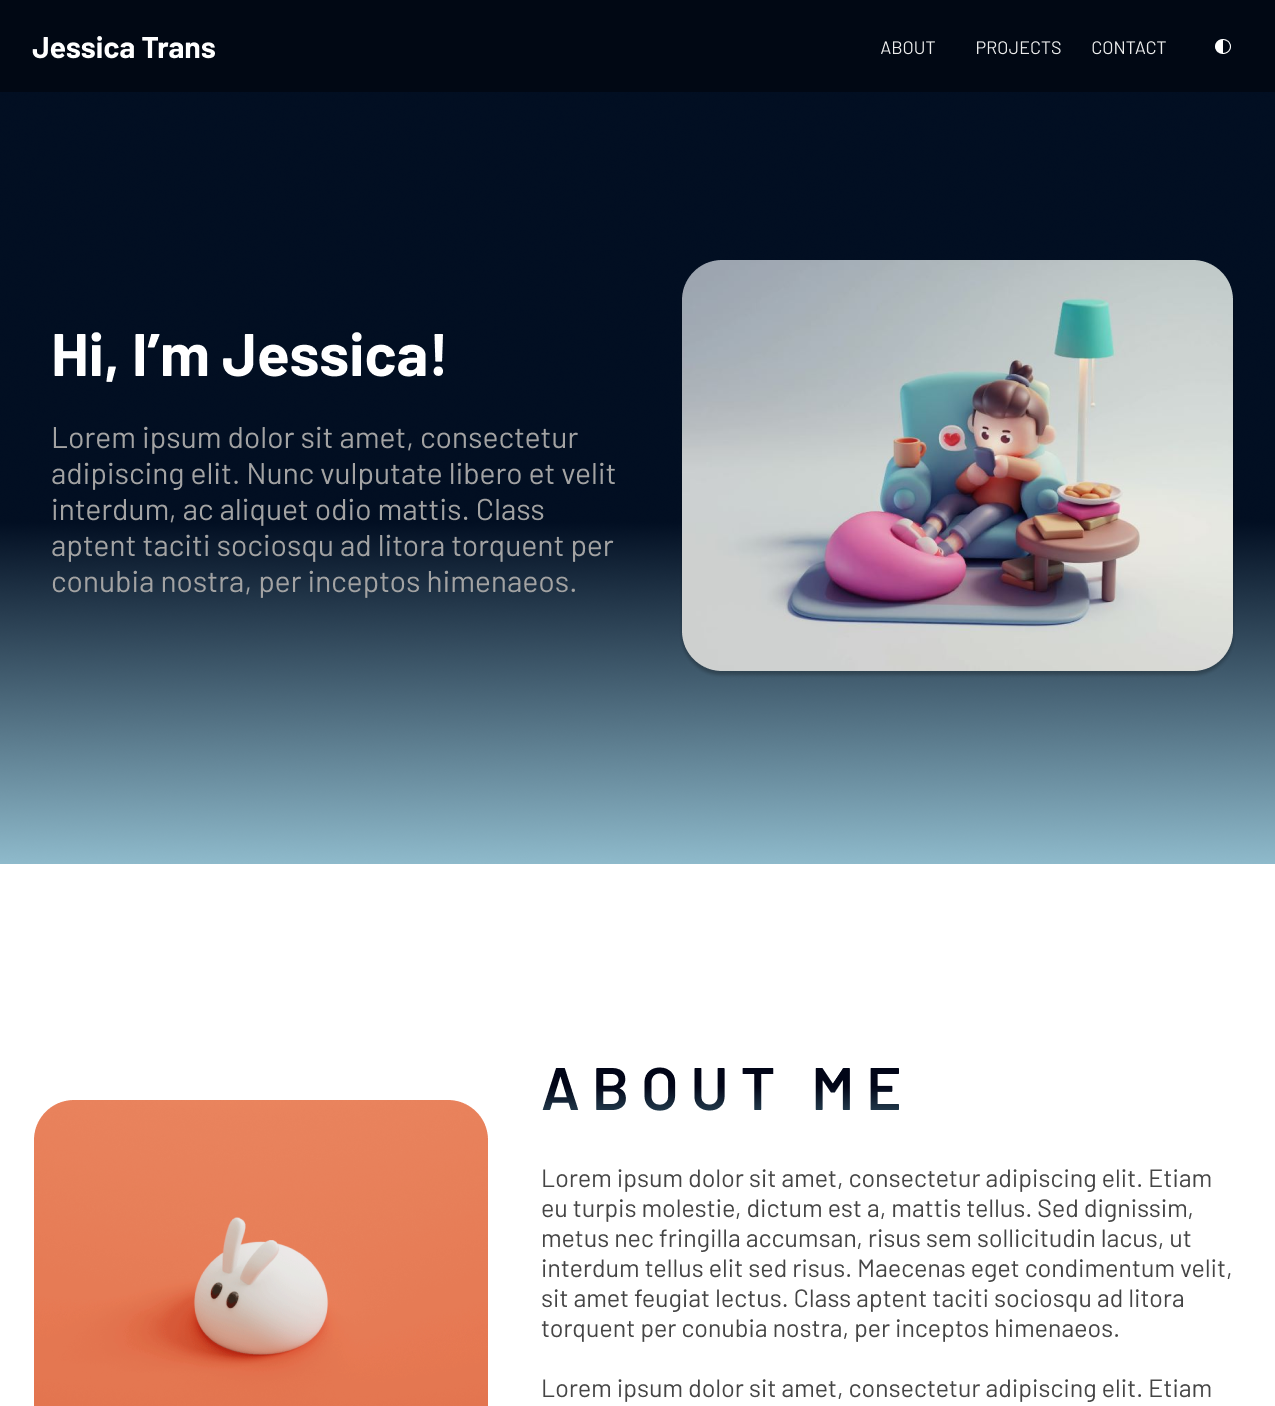 Jessica Trans
ABOUT PROJECTS CONTACT
Hi, I’m Jessica!
Lorem ipsum dolor sit amet, consectetur
adipiscing elit. Nunc vulputate libero et velit
interdum, ac aliquet odio mattis. Class
aptent taciti sociosqu ad litora torquent per
conubia nostra, per inceptos himenaeos.
ABOUT ME
Lorem ipsum dolor sit amet, consectetur adipiscing elit. Etiam
eu turpis molestie, dictum est a, mattis tellus. Sed dignissim,
metus nec fringilla accumsan, risus sem sollicitudin lacus, ut
interdum tellus elit sed risus. Maecenas eget condimentum velit,
sit amet feugiat lectus. Class aptent taciti sociosqu ad litora
torquent per conubia nostra, per inceptos himenaeos.
Lorem ipsum dolor sit amet, consectetur adipiscing elit. Etiam